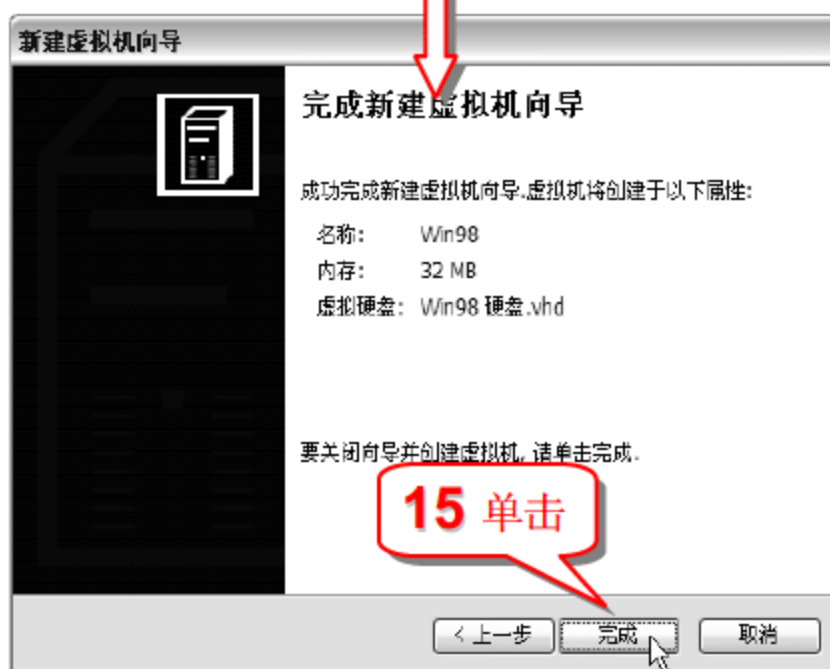 新建虚拟机向导
完成新建虚拟机向导
成功完成新建虚拟机向导.虚拟机将创建于以下属性:
名称: Win98
内存: 32 MB
虚拟硬盘: Win98 硬盘.vhd
要关闭向导并创建虚拟机, 请单击完成.
15 单击
< 上一步 完成 取消